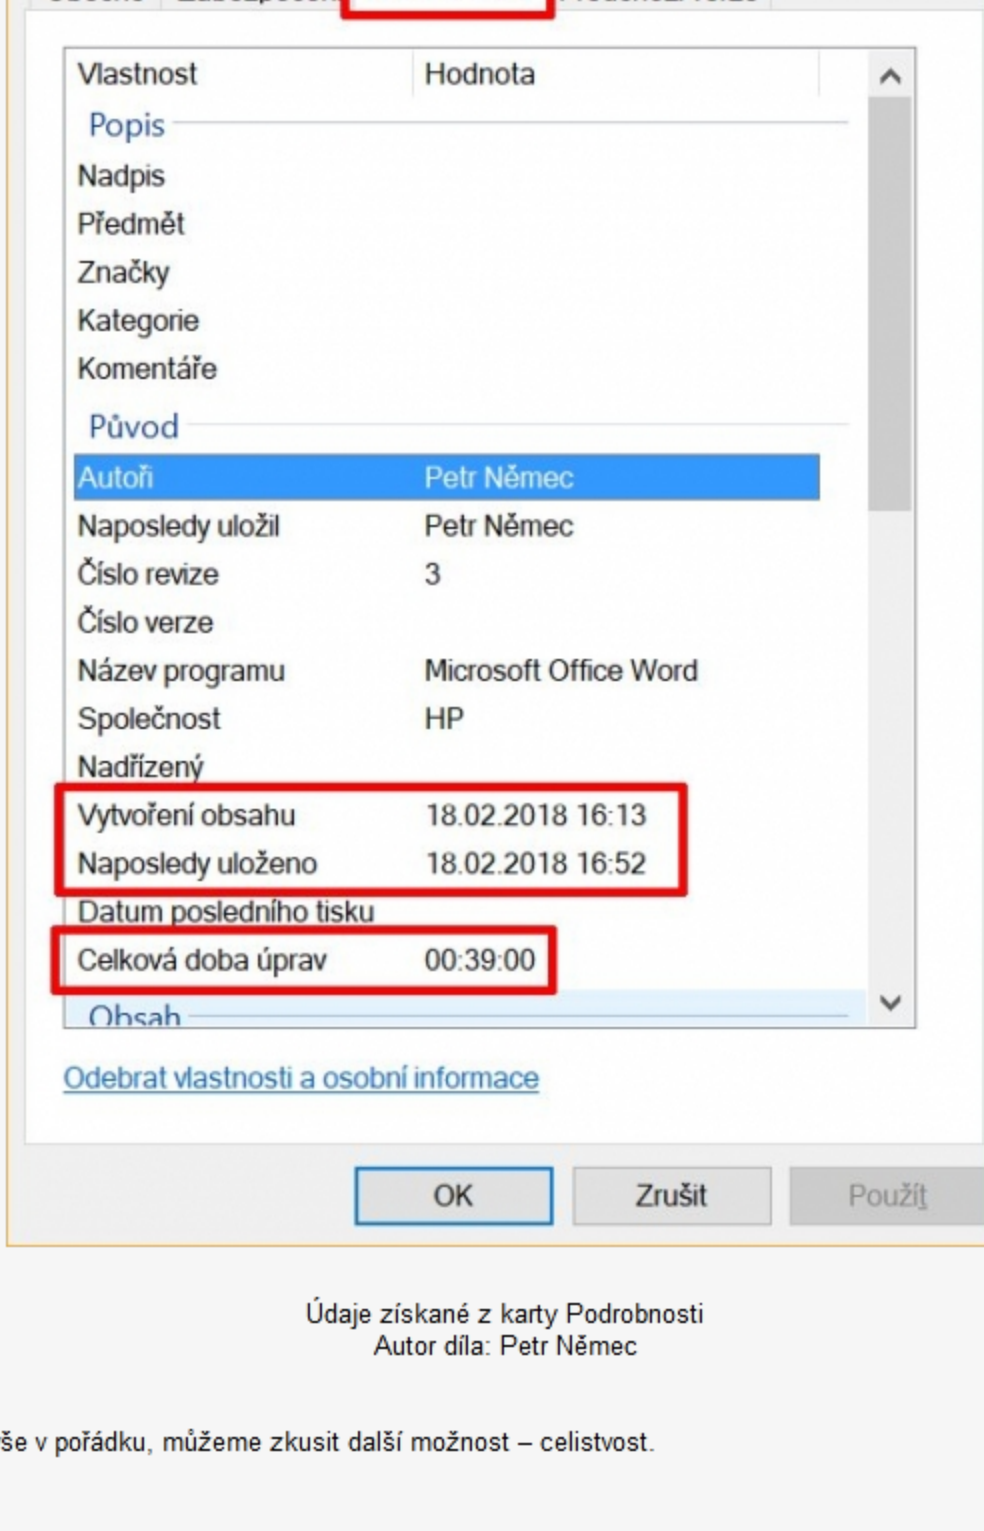 Vlastnost Hodnota
Popis
Nadpis
Předmět
Značky
Kategorie
Komentáře
Původ
Autoři Petr Němec
Naposledy uložil Petr Němec
Číslo revize 3
Číslo verze
Název programu Microsoft Office Word
Společnost HP
Nadřízený
Vytvoření obsahu 18.02.2018 16:13
Naposledy uloženo 18.02.2018 16:52
Datum posledního tisku
Celková doba úprav 00:39:00
Obsah
Odebrat vlastnosti a osobní informace
OK Zrušit Použít
Údaje získané z karty Podrobnosti
Autor díla: Petr Němec
še v pořádku, můžeme zkusit další možnost – celistvost.